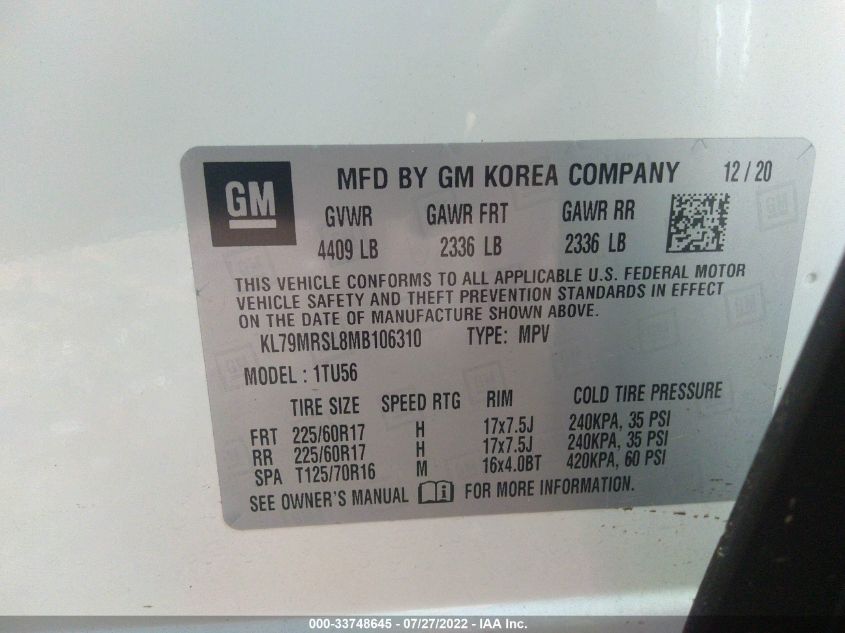 GM MFD BY GM KOREA COMPANY 12/20
GVWR GAWR FRT GAWR RR
4409 LB 2336 LB 2336 LB
THIS VEHICLE CONFORMS TO ALL APPLICABLE U.S. FEDERAL MOTOR
VEHICLE SAFETY AND THEFT PREVENTION STANDARDS IN EFFECT
ON THE DATE OF MANUFACTURE SHOWN ABOVE.
KL79MRSL8MB106310 TYPE: MPV
MODEL : 1TU56
TIRE SIZE SPEED RTG RIM COLD TIRE PRESSURE
FRT 225/60R17 H 17x7.5J 240KPA, 35 PSI
RR 225/60R17 H 17x7.5J 240KPA, 35 PSI
SPA T125/70R16 M 16x4.0BT 420KPA, 60 PSI
SEE OWNER'S MANUAL FOR MORE INFORMATION.
000-33748645 - 07/27/2022 - IAA Inc.